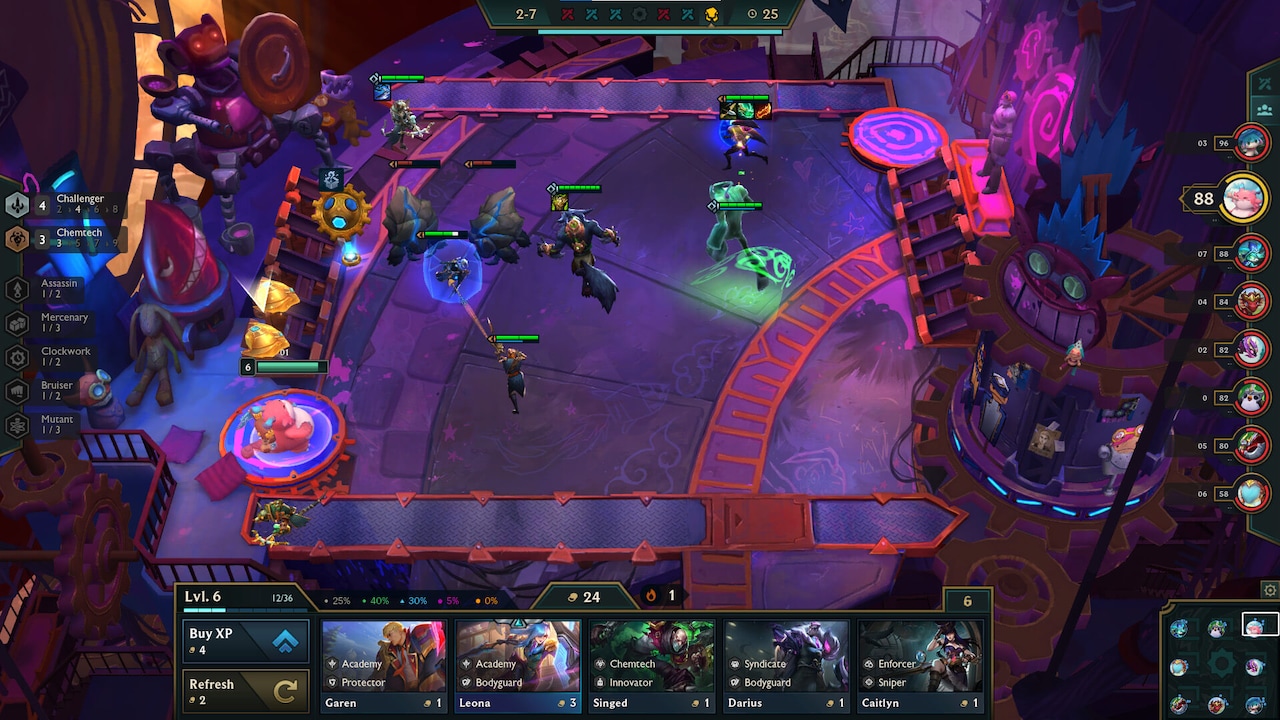 2-7
25
4 Challenger
2 › 4 › 6 › 8
3 Chemtech
3 › 5 › 7 › 9
Assassin
1 / 2
Mercenary
1 / 3
Clockwork
1 / 2
Bruiser
1 / 2
Mutant
1 / 3
01
6
03 96
88
07 88
04 84
02 82
0 82
05 80
06 58
Lvl. 6
12/36
25%
40%
30%
5%
0%
24
1
6
Buy XP
4
Refresh
2
Academy
Protector
Garen 1
Academy
Bodyguard
Leona 3
Chemtech
Innovator
Singed 1
Syndicate
Bodyguard
Darius 1
Enforcer
Sniper
Caitlyn 1